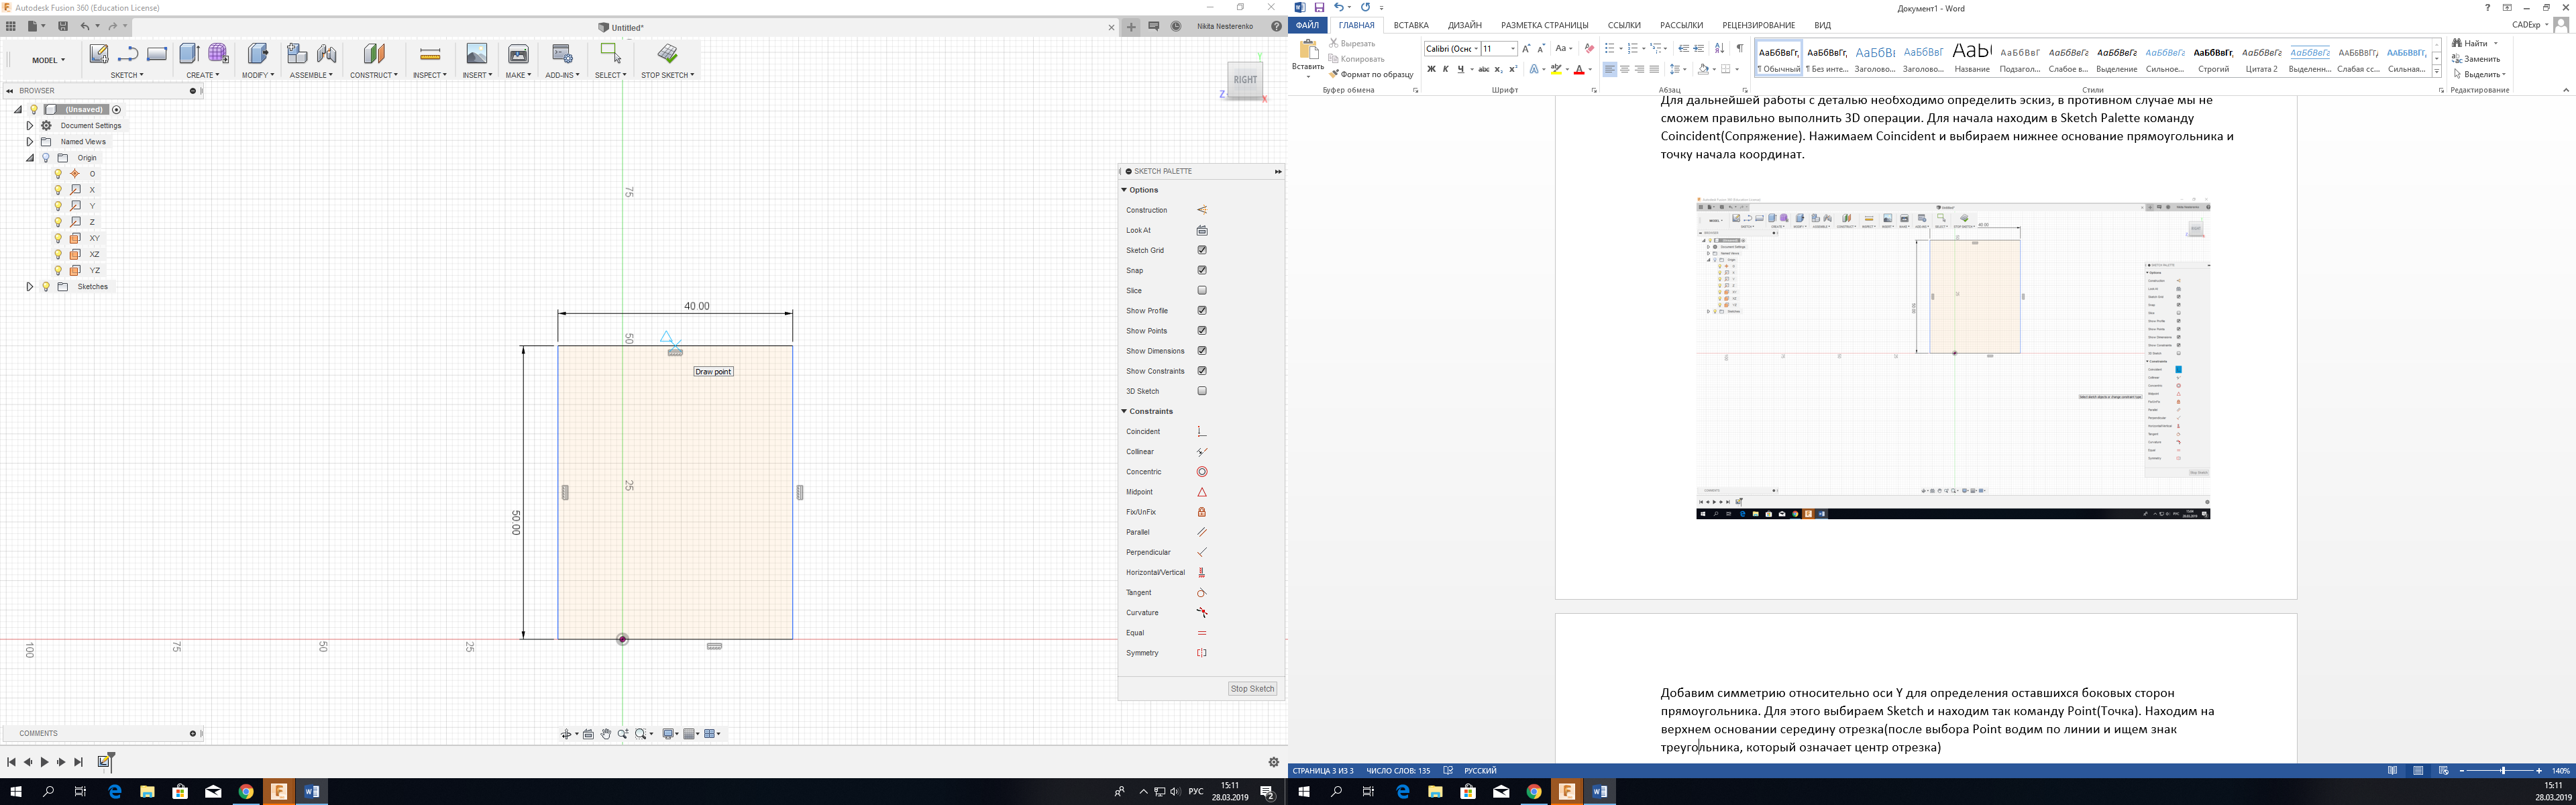 Autodesk Fusion 360 (Education License)
Untitled*
Nikita Nesterenko
MODEL
SKETCH
CREATE
MODIFY
ASSEMBLE
CONSTRUCT
INSPECT
INSERT
MAKE
ADD-INS
SELECT
STOP SKETCH
BROWSER
(Unsaved)
Document Settings
Named Views
Origin
O
X
Y
Z
XY
XZ
YZ
Sketches
Y
RIGHT
Z
X
75
50
25
40.00
50.00
Draw point
100
75
50
25
SKETCH PALETTE
Options
Construction
Look At
Sketch Grid
Snap
Slice
Show Profile
Show Points
Show Dimensions
Show Constraints
3D Sketch
Constraints
Coincident
Collinear
Concentric
Midpoint
Fix/UnFix
Parallel
Perpendicular
Horizontal/Vertical
Tangent
Curvature
Equal
Symmetry
Stop Sketch
COMMENTS
РУС
15:11
28.03.2019
2
Документ1 - Word
CADExp
ФАЙЛ
ГЛАВНАЯ
ВСТАВКА
ДИЗАЙН
РАЗМЕТКА СТРАНИЦЫ
ССЫЛКИ
РАССЫЛКИ
РЕЦЕНЗИРОВАНИЕ
ВИД
Вставить
Вырезать
Копировать
Формат по образцу
Буфер обмена
Calibri (Оснс
11
Шрифт
Абзац
АаБбВвГг,
¶ Обычный
АаБбВвГг,
¶ Без инте...
Заголово...
Заголово...
Название
АаБбВвГ
Подзагол...
АаБбВвГг
Слабое в...
АаБбВвГг
Выделение
АаБбВвГг
Сильное...
АаБбВвГг,
Строгий
АаБбВвГг
Цитата 2
АаБбВвГг
Выделенн...
Слабая сс...
Сильная...
Стили
Найти
Заменить
Выделить
Редактирование
Для дальнейшей работы с деталью необходимо определить эскиз, в противном случае мы не
сможем правильно выполнить 3D операции. Для начала находим в Sketch Palette команду
Coincident(Сопряжение). Нажимаем Coincident и выбираем нижнее основание прямоугольника и
точку начала координат.
Добавим симметрию относительно оси Y для определения оставшихся боковых сторон
прямоугольника. Для этого выбираем Sketch и находим так команду Point(Точка). Находим на
верхнем основании середину отрезка(после выбора Point водим по линии и ищем знак
треугольника, который означает центр отрезка)
СТРАНИЦА 3 ИЗ 3
ЧИСЛО СЛОВ: 135
РУССКИЙ
140%
15:11
28.03.2019